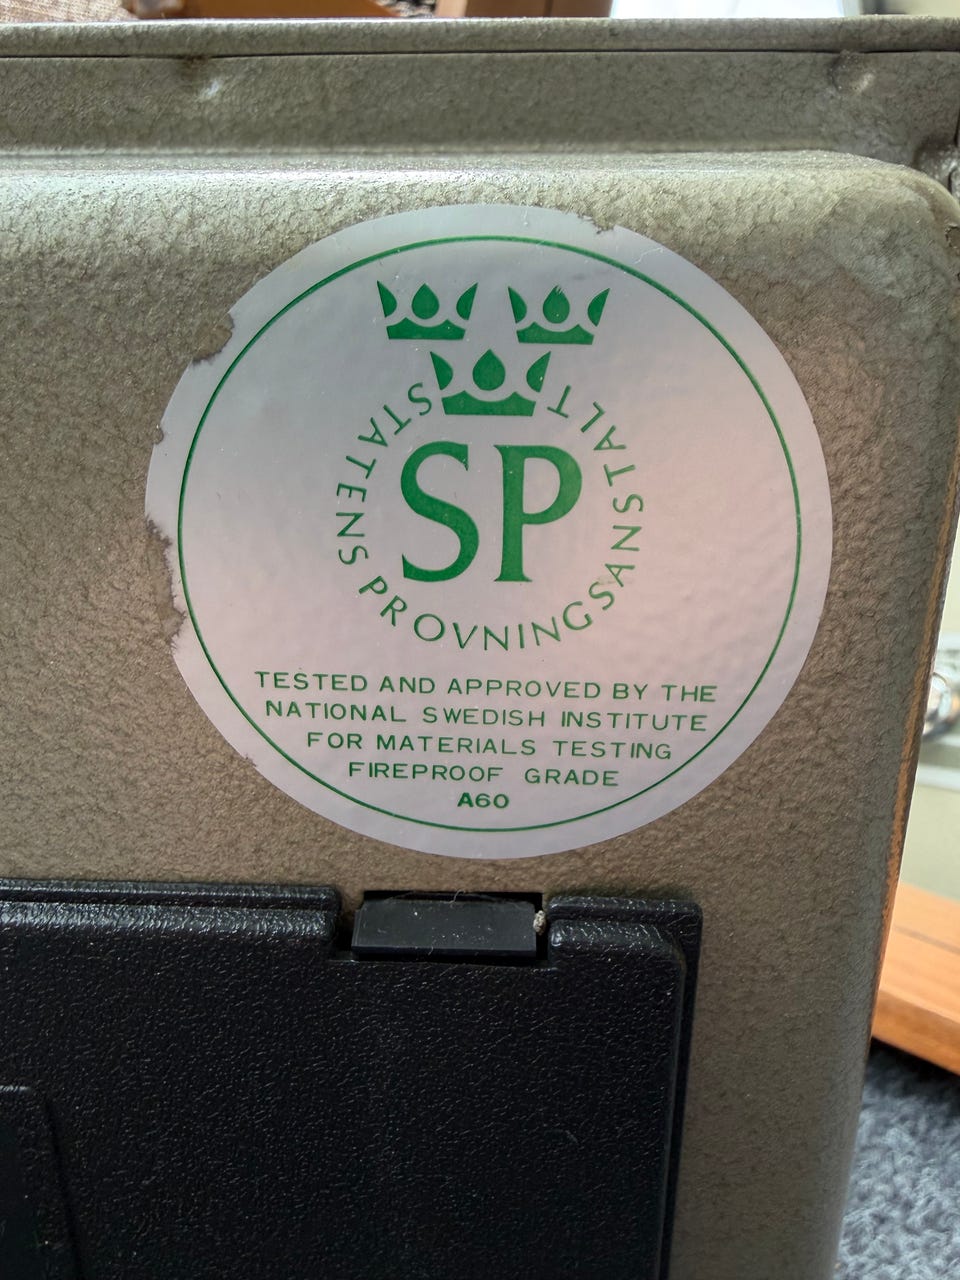 STATENS PROVNINGSANSTALT
SP
TESTED AND APPROVED BY THE
NATIONAL SWEDISH INSTITUTE
FOR MATERIALS TESTING
FIREPROOF GRADE
A60